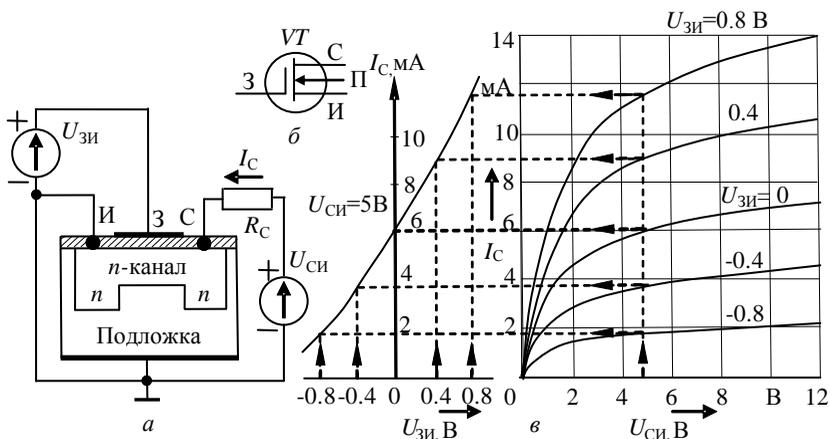 VT
С
З
П
И
б
+
U_ЗИ
−
И
З
С
I_С
R_С
n-канал
n
n
Подложка
+
U_СИ
−
а
I_С, мА
10
8
6
4
2
U_СИ=5В
-0.8
-0.4
0
0.4
0.8
U_ЗИ, В
U_ЗИ=0.8 В
14
мА
10
8
6
4
2
I_С
0.4
U_ЗИ= 0
-0.4
-0.8
0
2
4
6
8
В
12
U_СИ, В
в